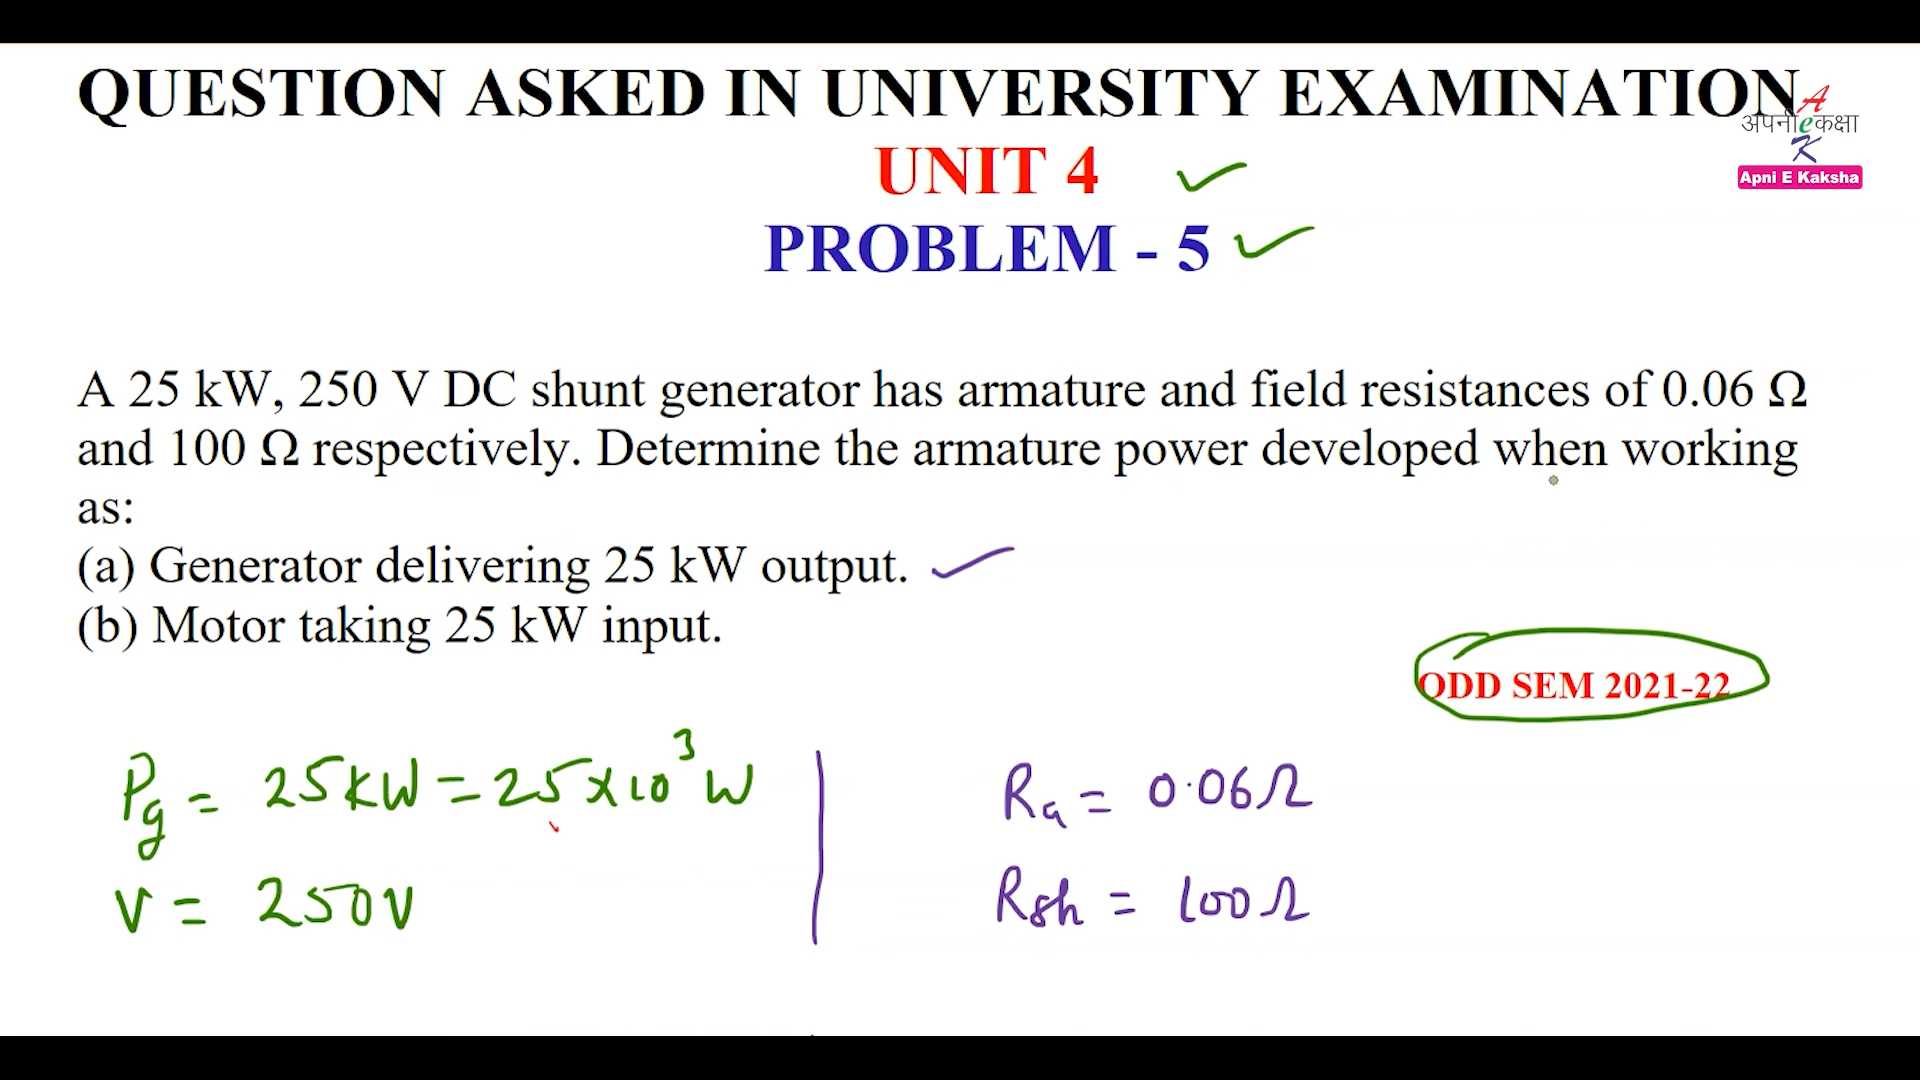 QUESTION ASKED IN UNIVERSITY EXAMINATION
A
अपनी e कक्षा
K
Apni E Kaksha
UNIT 4
PROBLEM - 5
A 25 kW, 250 V DC shunt generator has armature and field resistances of 0.06 Ω
and 100 Ω respectively. Determine the armature power developed when working
as:
(a) Generator delivering 25 kW output.
(b) Motor taking 25 kW input.
ODD SEM 2021-22
Pg = 25kW = 25×10³W
V = 250V
Ra = 0.06Ω
Rsh = 100Ω